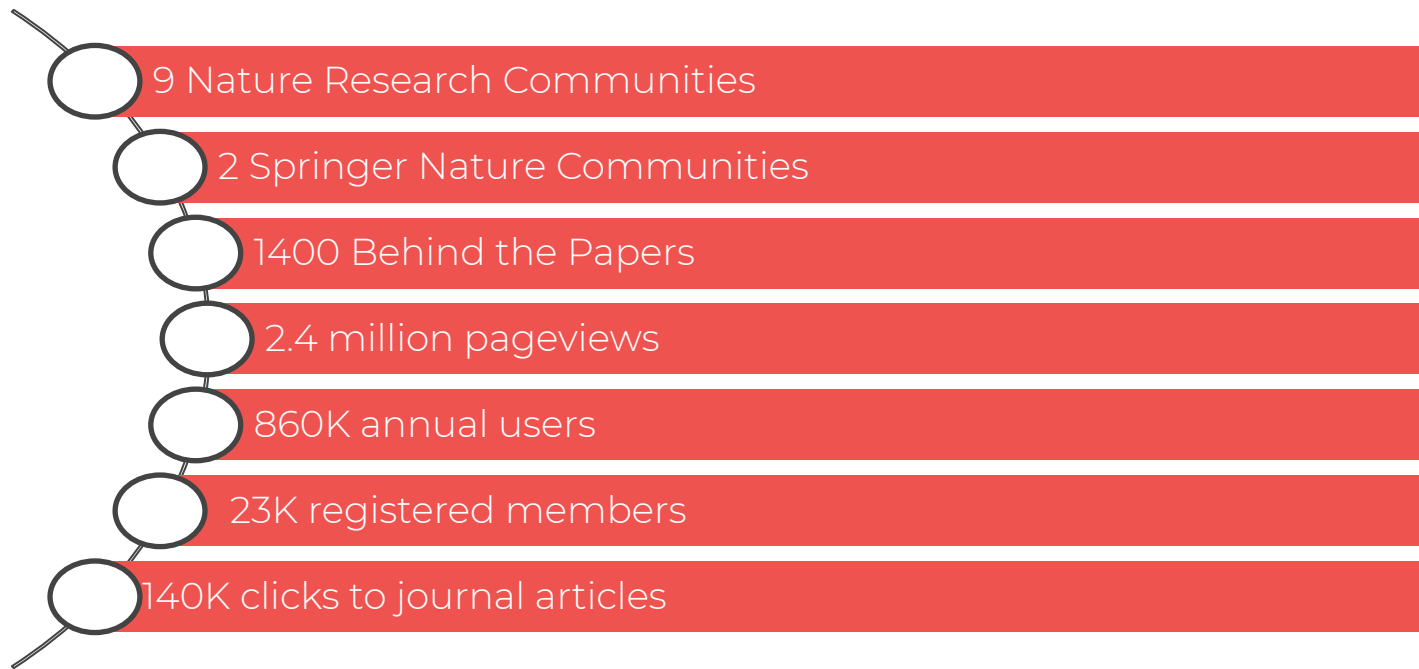 9 Nature Research Communities
2 Springer Nature Communities
1400 Behind the Papers
2.4 million pageviews
860K annual users
23K registered members
140K clicks to journal articles